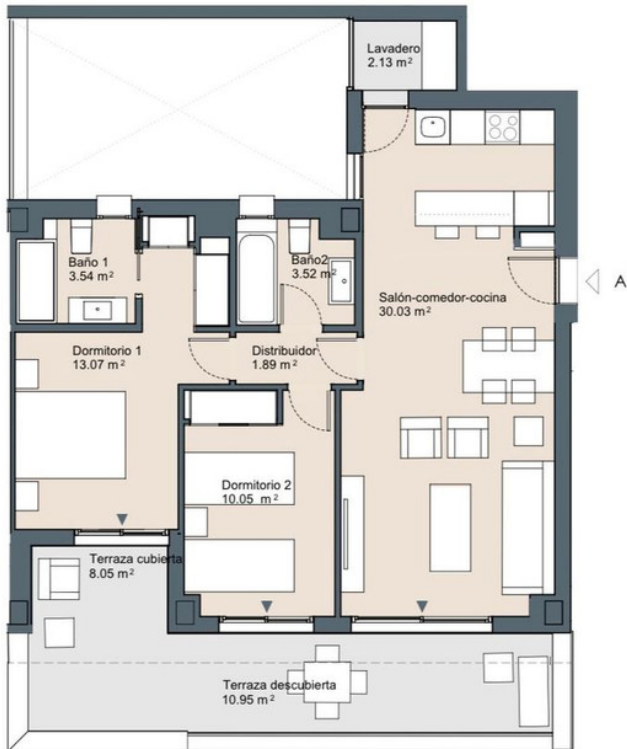 Lavadero
2.13 m²
Baño 1
3.54 m²
Baño2
3.52 m²
Salón-comedor-cocina
30.03 m²
A
Dormitorio 1
13.07 m²
Distribuidor
1.89 m²
Dormitorio 2
10.05 m²
Terraza cubierta
8.05 m²
Terraza descubierta
10.95 m²